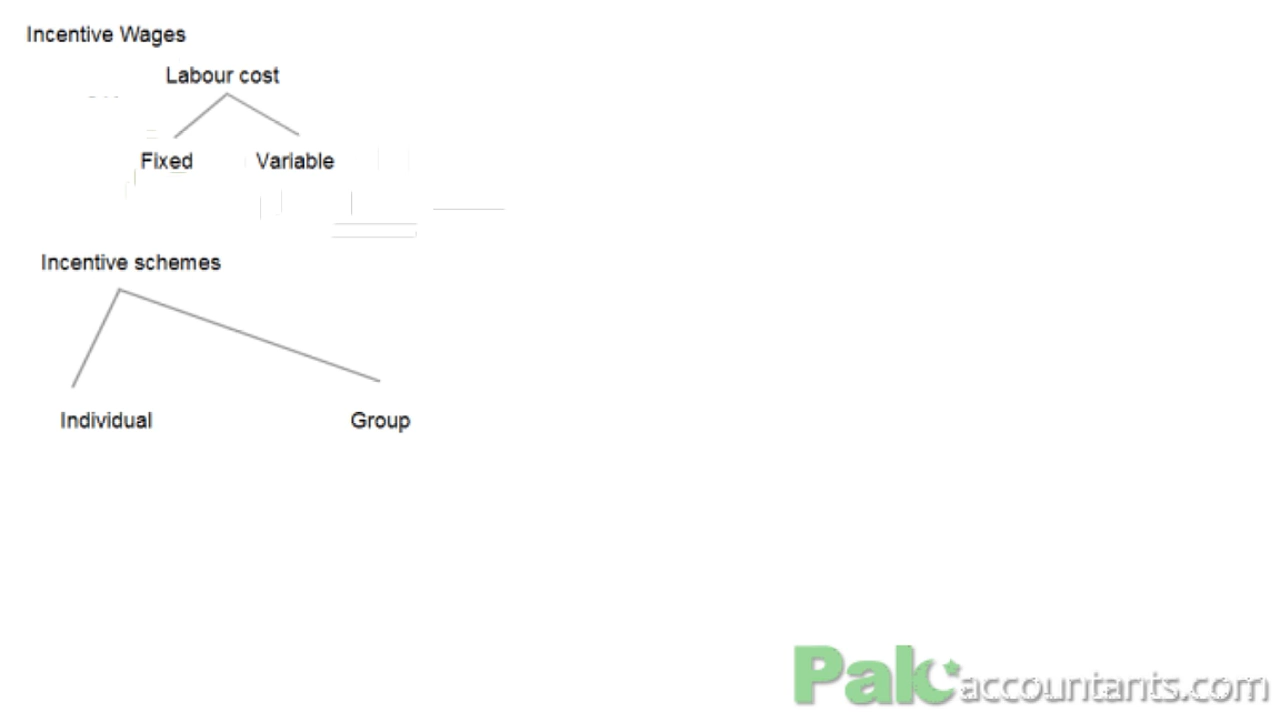 Incentive Wages
Labour cost
Fixed Variable
Incentive schemes
Individual Group
Pakaccountants.com